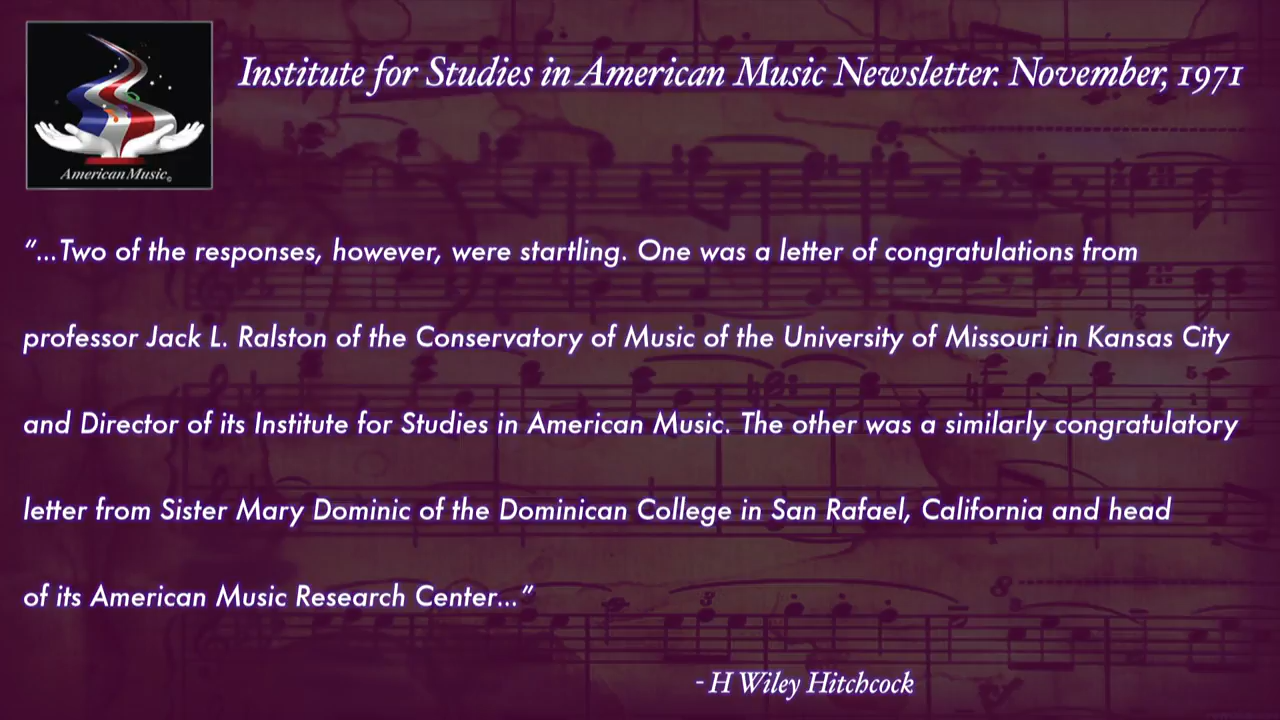 Institute for Studies in American Music Newsletter. November, 1971
American Music©
"...Two of the responses, however, were startling. One was a letter of congratulations from
professor Jack L. Ralston of the Conservatory of Music of the University of Missouri in Kansas City
and Director of its Institute for Studies in American Music. The other was a similarly congratulatory
letter from Sister Mary Dominic of the Dominican College in San Rafael, California and head
of its American Music Research Center..."
- H Wiley Hitchcock